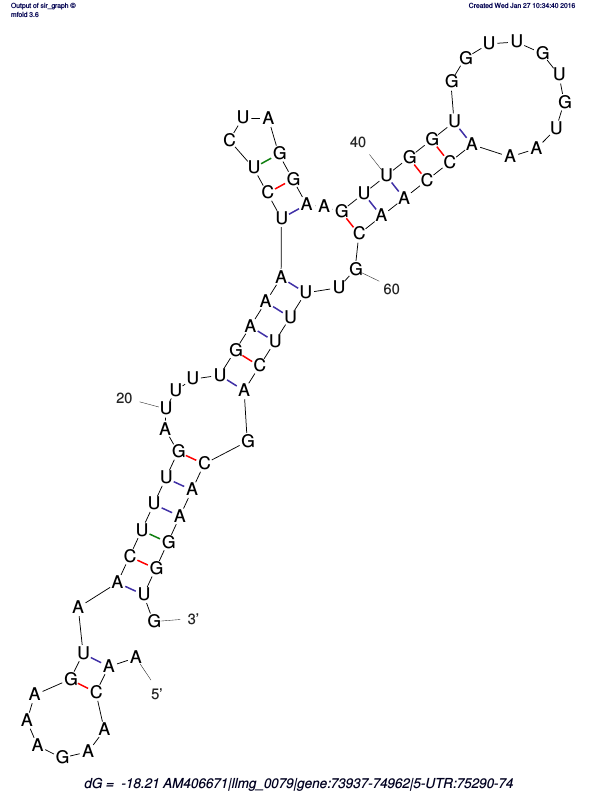 Output of sir_graph ©
mfold 3.6
Created Wed Jan 27 10:34:40 2016
5'
A A C A A G A A A G U A A C U U U G A U
20
U U U G A A A U C U C U A G G A A G U U
40
G G U G G U U G U G U A A A C C A A C G
60
U U U U C A G C A A G G U G
3'
dG = -18.21 AM406671|llmg_0079|gene:73937-74962|5-UTR:75290-74